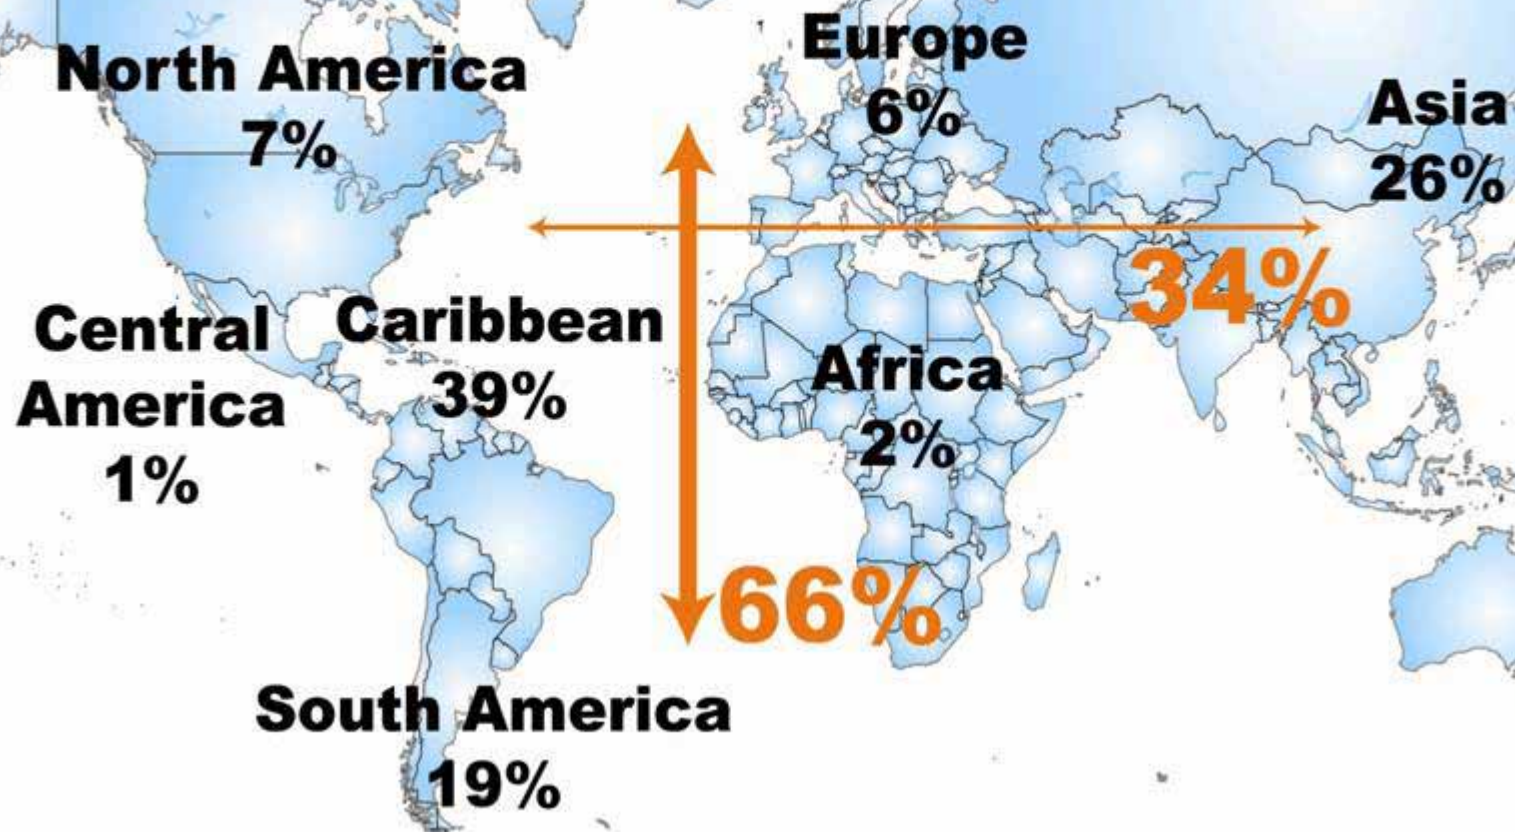 North America
7%
Europe
6%
Asia
26%
34%
Central
America
1%
Caribbean
39%
Africa
2%
66%
South America
19%